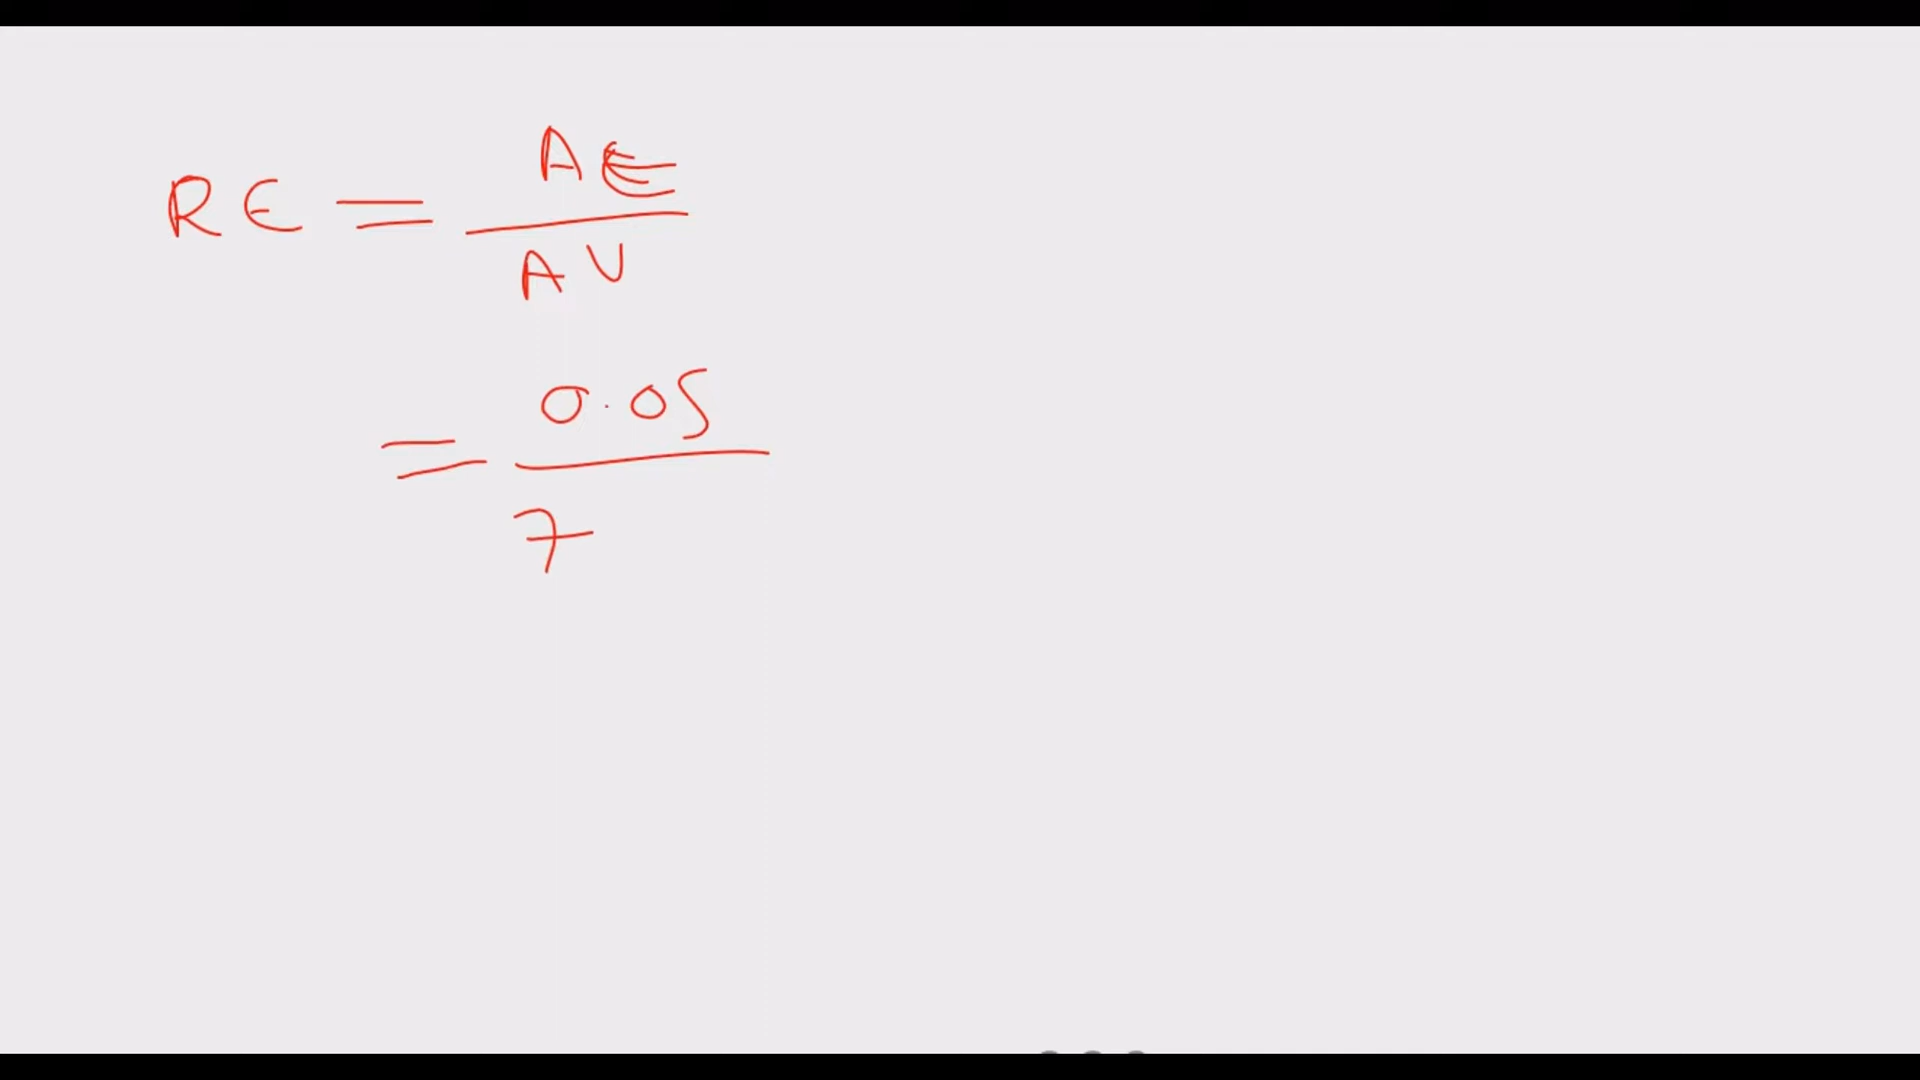 RE = AE
AV
= 0.05
7